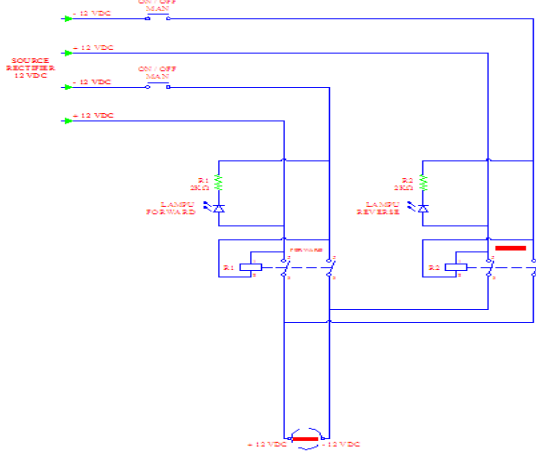 ON / OFF
MAN
- 12 VDC
+ 12 VDC
SOURCE
RECTIFIER
12 VDC
ON / OFF
MAN
- 12 VDC
+ 12 VDC
R1
2KΩ
LAMPU
FORWARD
R2
2KΩ
LAMPU
REVERSE
FORWARD
R1
R2
+ 12 VDC
- 12 VDC